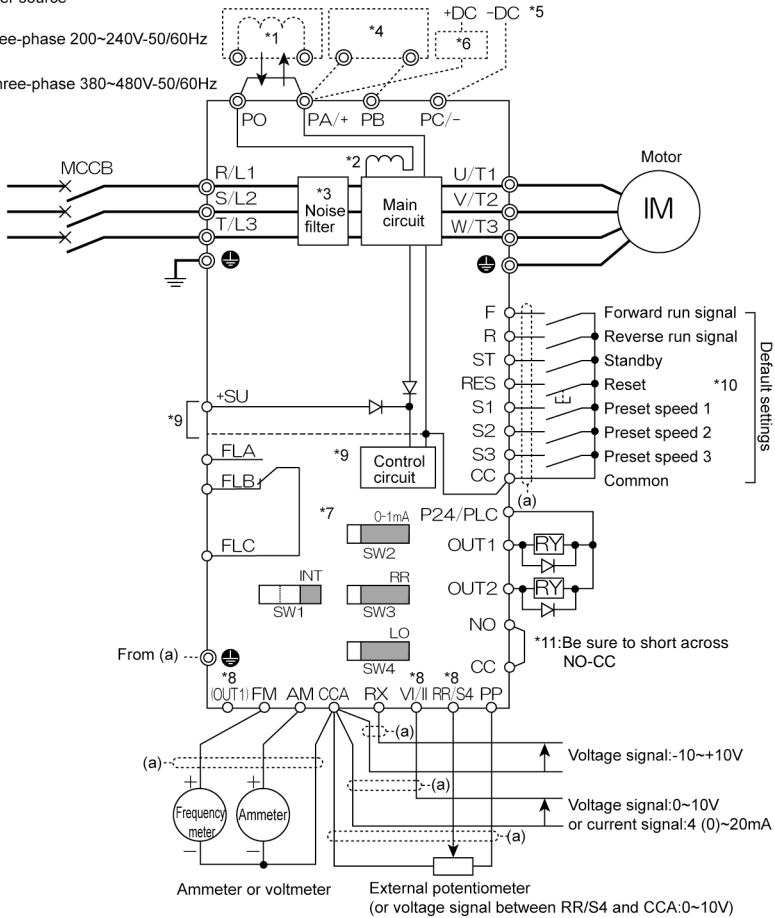 er source
+DC -DC *5
*1
*4
*6
ee-phase 200~240V-50/60Hz
hree-phase 380~480V-50/60Hz
PO PA/+ PB PC/-
MCCB
*2
Motor
R/L1
S/L2
T/L3
*3
Noise
filter
Main
circuit
U/T1
V/T2
W/T3
IM
F Forward run signal
R Reverse run signal
ST Standby
RES Reset
*10
S1 Preset speed 1
S2 Preset speed 2
S3 Preset speed 3
CC Common
Default settings
(a)
+SU
*9
FLA
FLB
FLC
*9
Control
circuit
*7
0-1mA
SW2
P24/PLC
OUT1 RY
OUT2 RY
INT
SW1
RR
SW3
LO
SW4
NO
CC
*11:Be sure to short across
NO-CC
From (a)
*8 *8 *8
(OUT1) FM AM CCA RX VI/II RR/S4 PP
(a)
Voltage signal:-10~+10V
(a)
(a)
Voltage signal:0~10V
or current signal:4 (0)~20mA
(a)
+ +
Frequency
meter
Ammeter
– –
Ammeter or voltmeter
External potentiometer
(or voltage signal between RR/S4 and CCA:0~10V)